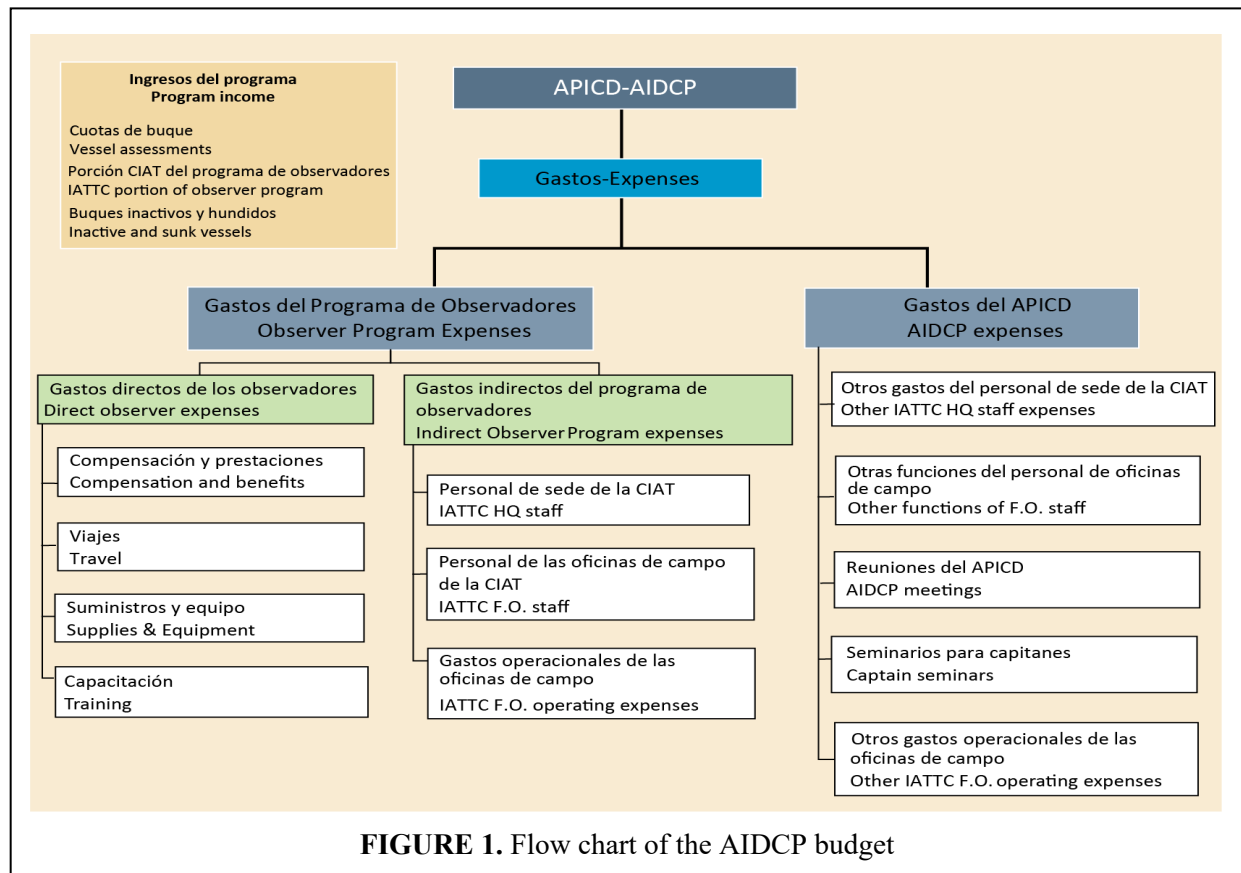 Ingresos del programa
Program income
Cuotas de buque
Vessel assessments
Porción CIAT del programa de observadores
IATTC portion of observer program
Buques inactivos y hundidos
Inactive and sunk vessels
APICD-AIDCP
Gastos-Expenses
Gastos del Programa de Observadores
Observer Program Expenses
Gastos directos de los observadores
Direct observer expenses
Compensación y prestaciones
Compensation and benefits
Viajes
Travel
Suministros y equipo
Supplies & Equipment
Capacitación
Training
Gastos indirectos del programa de
observadores
Indirect Observer Program expenses
Personal de sede de la CIAT
IATTC HQ staff
Personal de las oficinas de campo
de la CIAT
IATTC F.O. staff
Gastos operacionales de las
oficinas de campo
IATTC F.O. operating expenses
Gastos del APICD
AIDCP expenses
Otros gastos del personal de sede de la CIAT
Other IATTC HQ staff expenses
Otras funciones del personal de oficinas
de campo
Other functions of F.O. staff
Reuniones del APICD
AIDCP meetings
Seminarios para capitanes
Captain seminars
Otros gastos operacionales de las
oficinas de campo
Other IATTC F.O. operating expenses
FIGURE 1. Flow chart of the AIDCP budget